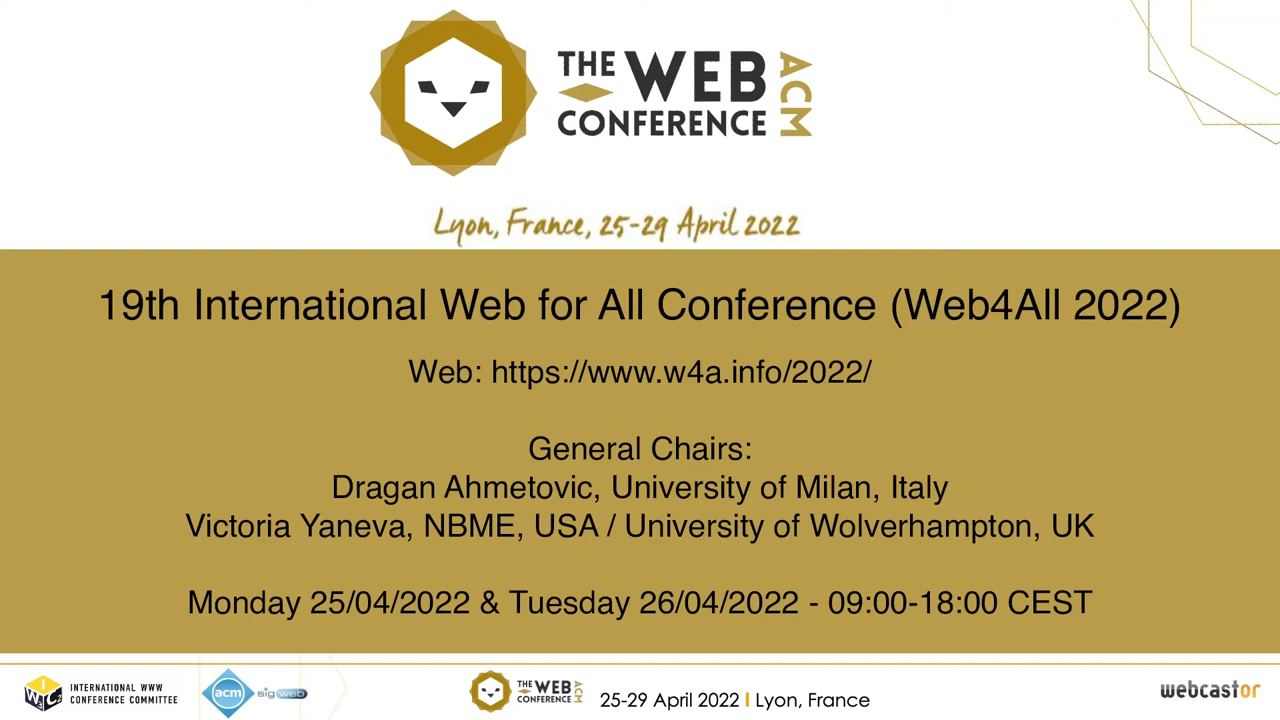 THE WEB CONFERENCE ACM
Lyon, France, 25-29 April 2022
19th International Web for All Conference (Web4All 2022)
Web: https://www.w4a.info/2022/
General Chairs:
Dragan Ahmetovic, University of Milan, Italy
Victoria Yaneva, NBME, USA / University of Wolverhampton, UK
Monday 25/04/2022 & Tuesday 26/04/2022 - 09:00-18:00 CEST
INTERNATIONAL WWW
CONFERENCE COMMITTEE
acm sigweb
THE WEB CONFERENCE ACM
25-29 April 2022 I Lyon, France
webcastor